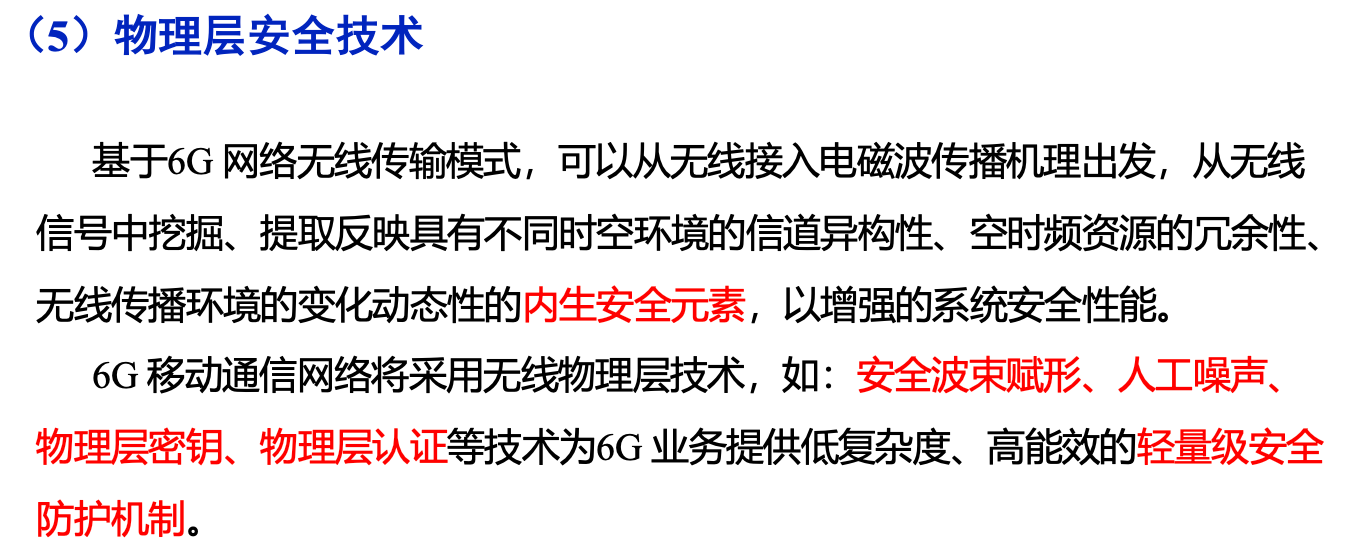 （5）物理层安全技术
基于6G 网络无线传输模式，可以从无线接入电磁波传播机理出发，从无线
信号中挖掘、提取反映具有不同时空环境的信道异构性、空时频资源的冗余性、
无线传播环境的变化动态性的内生安全元素，以增强的系统安全性能。
6G 移动通信网络将采用无线物理层技术，如：安全波束赋形、人工噪声、
物理层密钥、物理层认证等技术为6G 业务提供低复杂度、高能效的轻量级安全
防护机制。